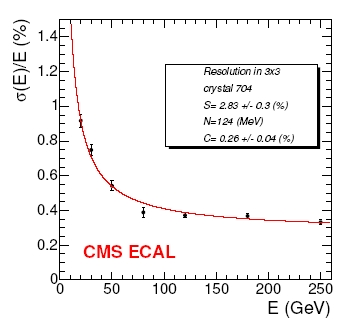 σ(E)/E (%)
1.4
1.2
1
0.8
0.6
0.4
0.2
0
Resolution in 3x3
crystal 704
S= 2.83 +/- 0.3 (%)
N=124 (MeV)
C= 0.26 +/- 0.04 (%)
CMS ECAL
0 50 100 150 200 250
E (GeV)